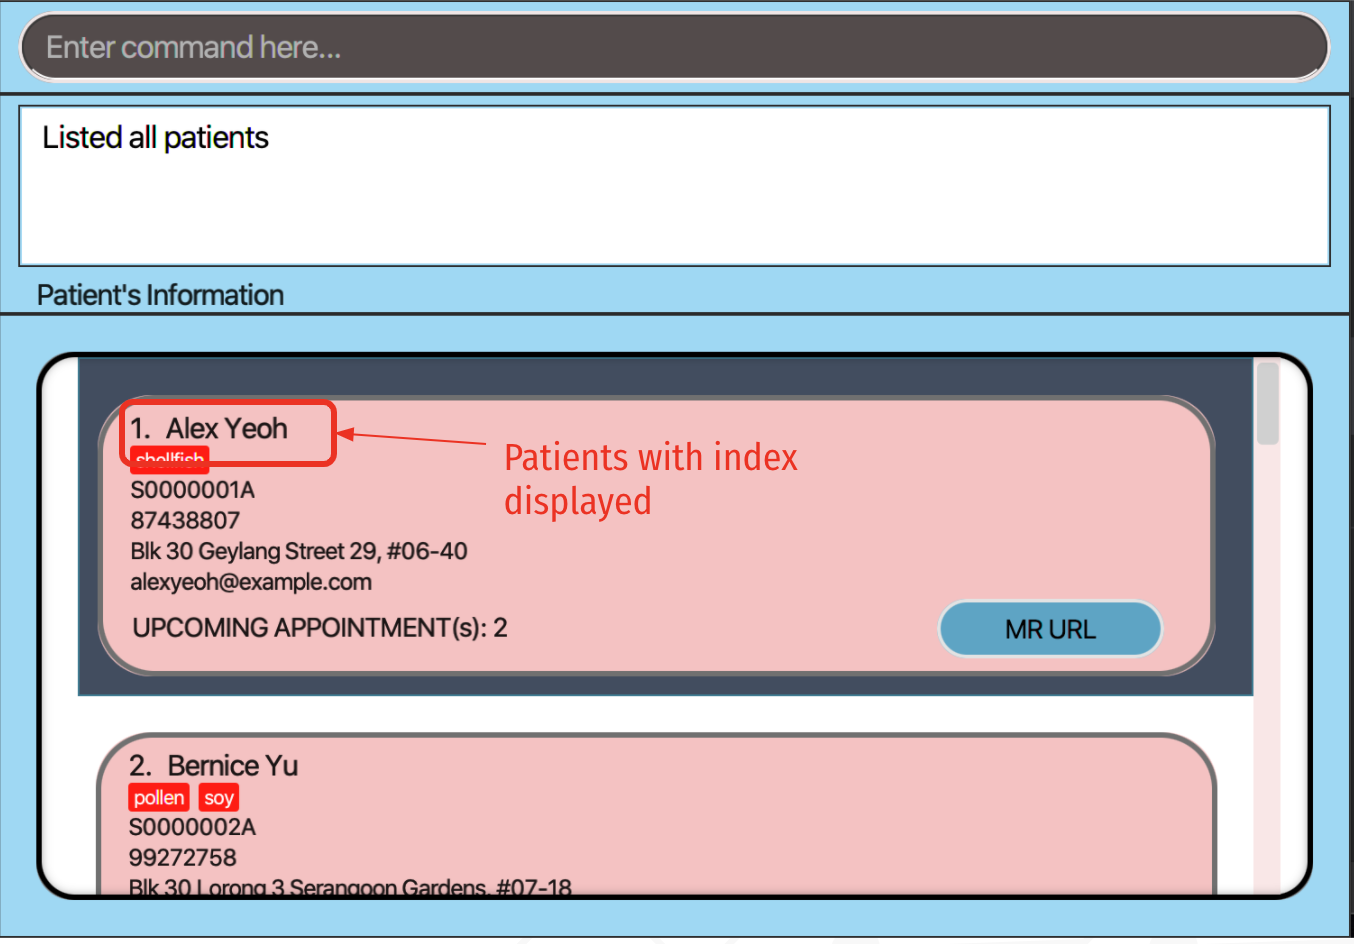 Enter command here...
Listed all patients
Patient's Information
1. Alex Yeoh
shellfish
S0000001A
87438807
Blk 30 Geylang Street 29, #06-40
alexyeoh@example.com
UPCOMING APPOINTMENT(s): 2
MR URL
Patients with index
displayed
2. Bernice Yu
pollen soy
S0000002A
99272758
Blk 30 Lorong 3 Serangoon Gardens, #07-18